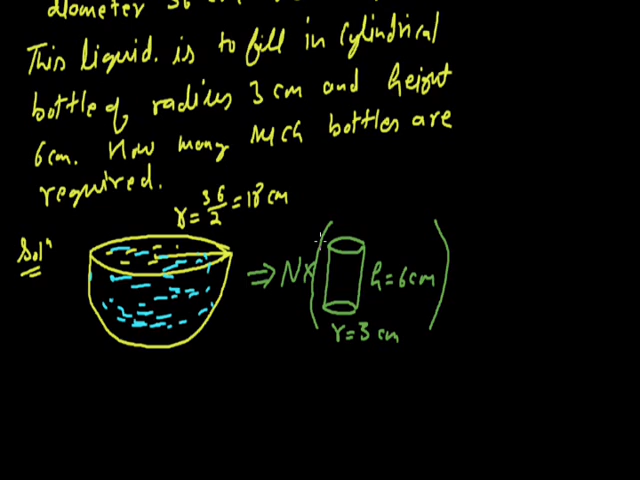 diameter 36
This liquid. is to fill in cylindrical
bottle of radius 3 cm and height
6cm. How many such bottles are
required.
r = 36/2 = 18 cm
Solⁿ
⇒ N× ( h = 6cm )
r = 3 cm